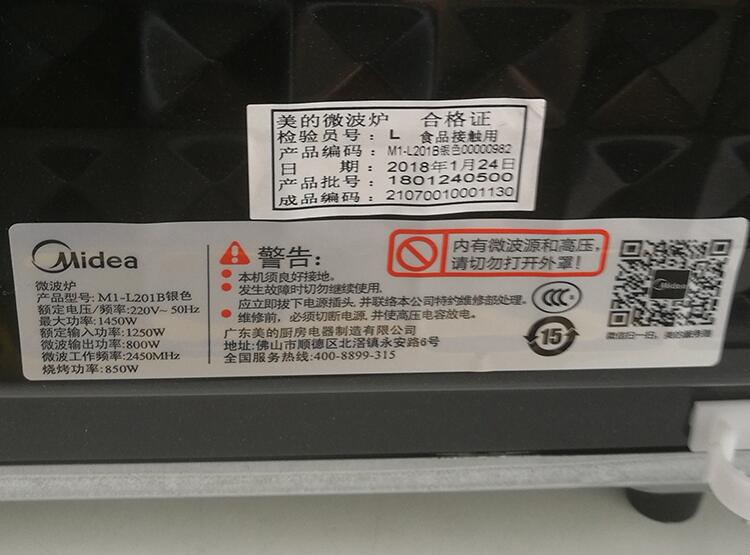 美的微波炉 合格证
检验员号: L 食品接触用
产品编码: M1-L201B银色00000982
日 期: 2018年1月24日
产品批号: 1801240500
成品编码: 21070010001130
Midea
微波炉
产品型号: M1-L201B银色
额定电压/频率:220V~ 50Hz
最大功率:1450W
额定输入功率:1250W
微波输出功率:800W
微波工作频率:2450MHz
烧烤功率:850W
警告:
本机须良好接地。
发生故障时切勿继续使用.
应立即拔下电源插头,并联络本公司特约维修部处理。
维修前，必须切断电源、并使高压电容放电。
广东美的厨房电器制造有限公司
地址:佛山市顺德区北滘镇永安路6号
全国服务热线:400-8899-315
内有微波源和高压，
请切勿打开外罩！
CCC
15
Midea
微信扫一扫，美的服务到